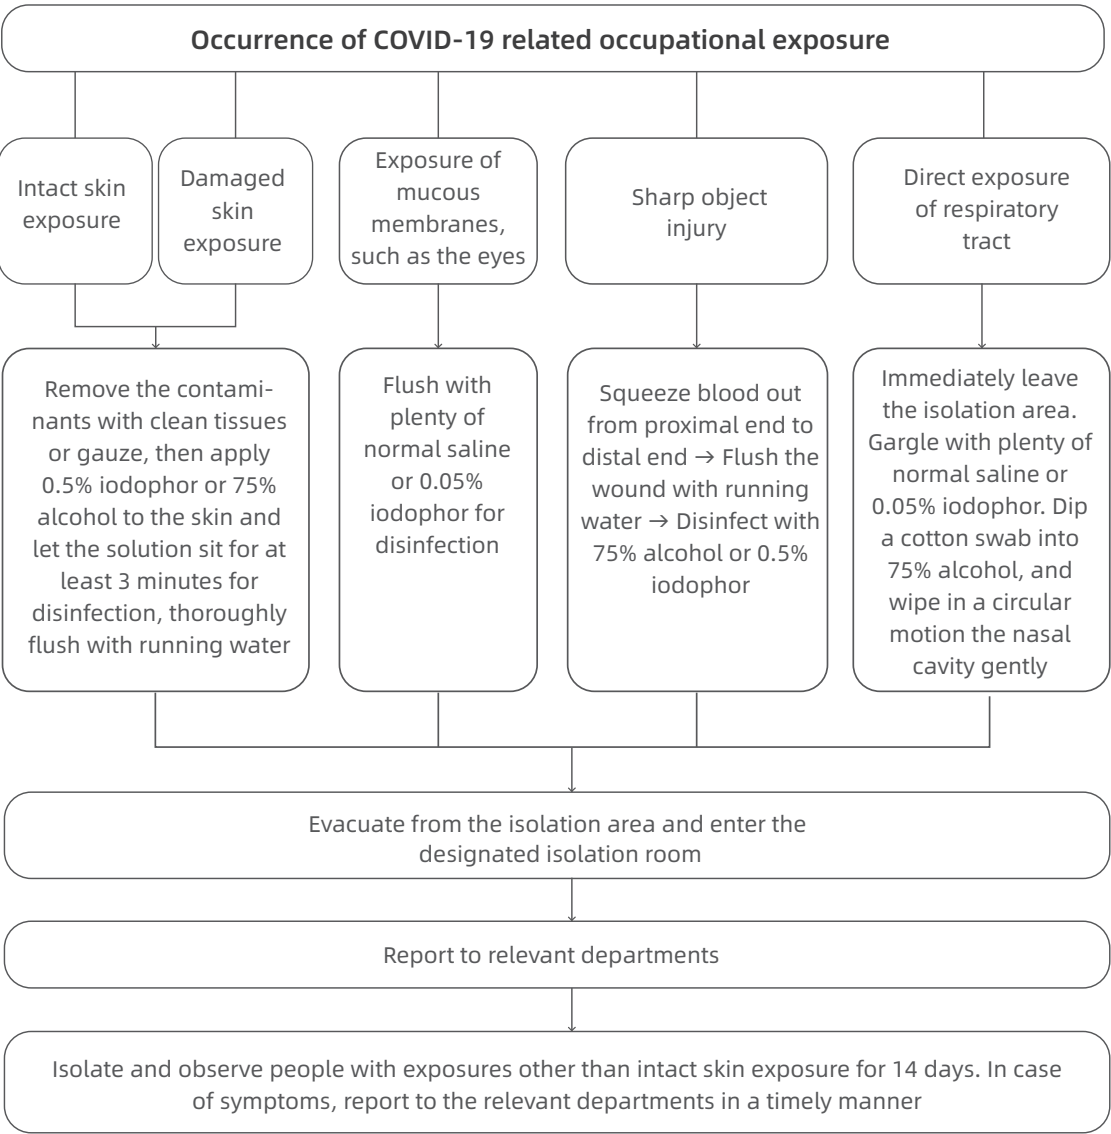 Occurrence of COVID-19 related occupational exposure
Intact skin
exposure
Damaged
skin
exposure
Exposure of
mucous
membranes,
such as the eyes
Sharp object
injury
Direct exposure
of respiratory
tract
Remove the contami-
nants with clean tissues
or gauze, then apply
0.5% iodophor or 75%
alcohol to the skin and
let the solution sit for at
least 3 minutes for
disinfection, thoroughly
flush with running water
Flush with
plenty of
normal saline
or 0.05%
iodophor for
disinfection
Squeeze blood out
from proximal end to
distal end → Flush the
wound with running
water → Disinfect with
75% alcohol or 0.5%
iodophor
Immediately leave
the isolation area.
Gargle with plenty of
normal saline or
0.05% iodophor. Dip
a cotton swab into
75% alcohol, and
wipe in a circular
motion the nasal
cavity gently
Evacuate from the isolation area and enter the
designated isolation room
Report to relevant departments
Isolate and observe people with exposures other than intact skin exposure for 14 days. In case
of symptoms, report to the relevant departments in a timely manner